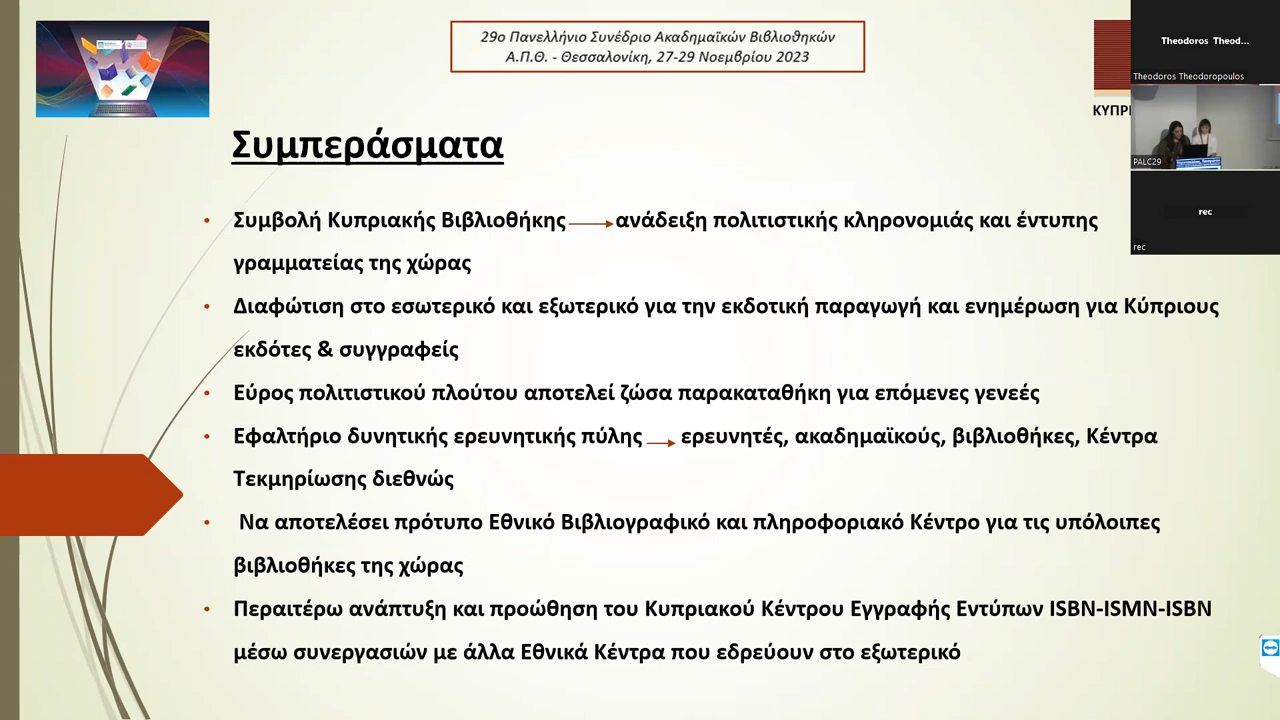 29ο Πανελλήνιο Συνέδριο Ακαδημαϊκών Βιβλιοθηκών
Α.Π.Θ. - Θεσσαλονίκη, 27-29 Νοεμβρίου 2023
Theodoros Theod...
Theodoros Theodoropoulos
ΚΥΠΡ
PALC29
rec
rec
Συμπεράσματα
• Συμβολή Κυπριακής Βιβλιοθήκης → ανάδειξη πολιτιστικής κληρονομιάς και έντυπης
γραμματείας της χώρας
• Διαφώτιση στο εσωτερικό και εξωτερικό για την εκδοτική παραγωγή και ενημέρωση για Κύπριους
εκδότες & συγγραφείς
• Εύρος πολιτιστικού πλούτου αποτελεί ζώσα παρακαταθήκη για επόμενες γενεές
• Εφαλτήριο δυνητικής ερευνητικής πύλης → ερευνητές, ακαδημαϊκούς, βιβλιοθήκες, Κέντρα
Τεκμηρίωσης διεθνώς
• Να αποτελέσει πρότυπο Εθνικό Βιβλιογραφικό και πληροφοριακό Κέντρο για τις υπόλοιπες
βιβλιοθήκες της χώρας
• Περαιτέρω ανάπτυξη και προώθηση του Κυπριακού Κέντρου Εγγραφής Εντύπων ISBN-ISMN-ISBN
μέσω συνεργασιών με άλλα Εθνικά Κέντρα που εδρεύουν στο εξωτερικό